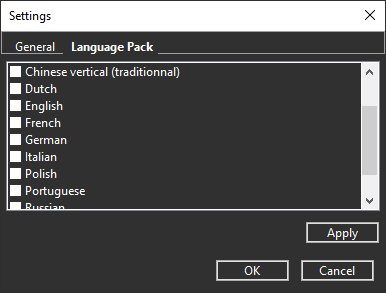 Settings
General Language Pack
Chinese vertical (traditionnal)
Dutch
English
French
German
Italian
Polish
Portuguese
Russian
Apply
OK Cancel